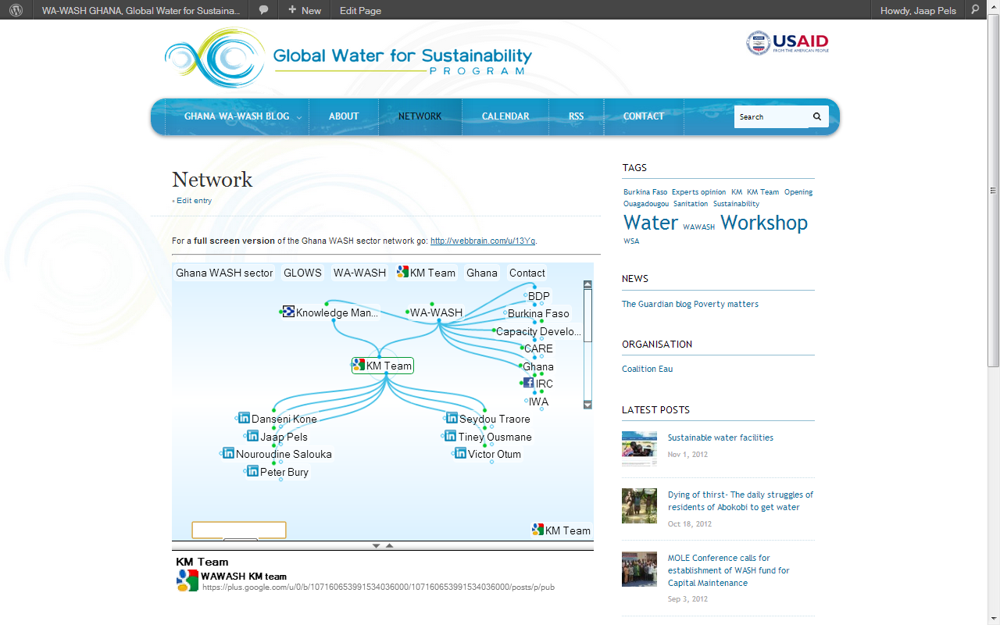 WA-WASH GHANA, Global Water for Sustaina...
New
Edit Page
Howdy, Jaap Pels
Global Water for Sustainability
PROGRAM
USAID
FROM THE AMERICAN PEOPLE
GHANA WA-WASH BLOG
ABOUT
NETWORK
CALENDAR
RSS
CONTACT
Search
Network
• Edit entry
For a full screen version of the Ghana WASH sector network go: http://webbrain.com/u/13Yq.
Ghana WASH sector
GLOWS
WA-WASH
KM Team
Ghana
Contact
Knowledge Man...
WA-WASH
BDP
Burkina Faso
Capacity Develo...
CARE
Ghana
IRC
IWA
KM Team
Danseni Kone
Jaap Pels
Nouroudine Salouka
Peter Bury
Seydou Traore
Tiney Ousmane
Victor Otum
KM Team
KM Team
WAWASH KM team
https://plus.google.com/u/0/b/107160653991534036000/107160653991534036000/posts/p/pub
TAGS
Burkina Faso Experts opinion KM KM Team Opening
Ouagadougou Sanitation Sustainability
Water WAWASH Workshop
WSA
NEWS
The Guardian blog Poverty matters
ORGANISATION
Coalition Eau
LATEST POSTS
Sustainable water facilities
Nov 1, 2012
Dying of thirst- The daily struggles of
residents of Abokobi to get water
Oct 18, 2012
MOLE Conference calls for
establishment of WASH fund for
Capital Maintenance
Sep 3, 2012